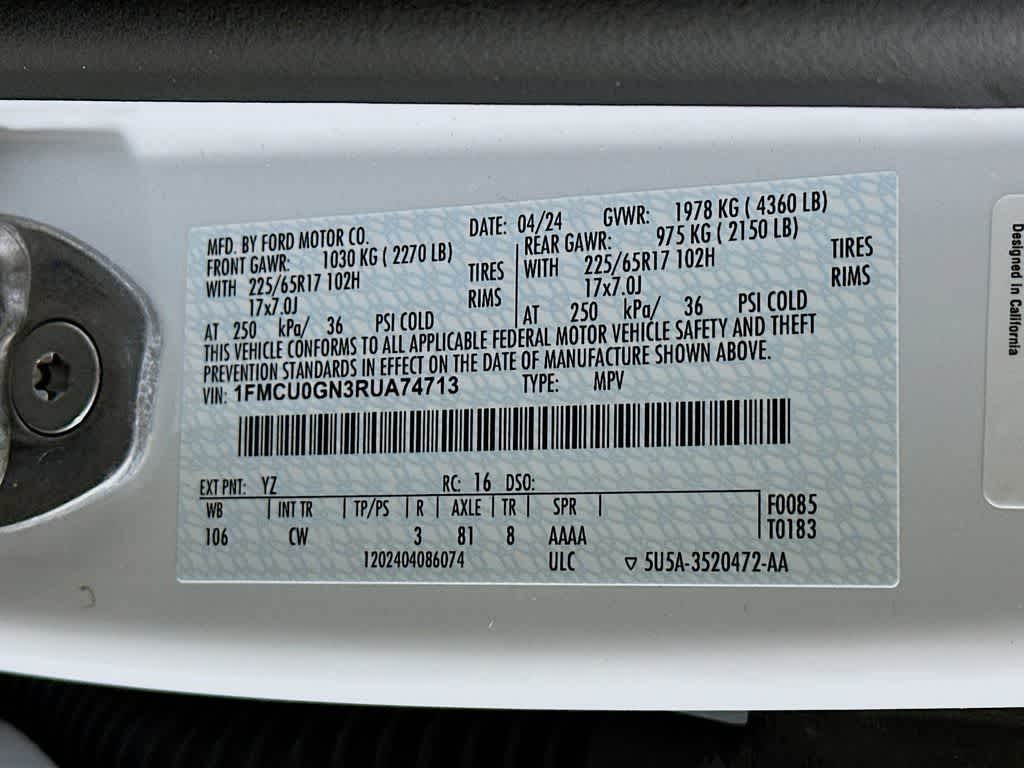 MFD. BY FORD MOTOR CO. DATE: 04/24 GVWR: 1978 KG ( 4360 LB)
FRONT GAWR: 1030 KG ( 2270 LB) REAR GAWR: 975 KG ( 2150 LB)
WITH 225/65R17 102H TIRES WITH 225/65R17 102H TIRES
17x7.0J RIMS 17x7.0J RIMS
AT 250 kPa/ 36 PSI COLD AT 250 kPa/ 36 PSI COLD
THIS VEHICLE CONFORMS TO ALL APPLICABLE FEDERAL MOTOR VEHICLE SAFETY AND THEFT
PREVENTION STANDARDS IN EFFECT ON THE DATE OF MANUFACTURE SHOWN ABOVE.
VIN: 1FMCU0GN3RUA74713 TYPE: MPV
EXT PNT: YZ RC: 16 DSO:
WB INT TR TP/PS R AXLE TR SPR F0085
106 CW 3 81 8 AAAA T0183
1202404086074 ULC ▽ 5U5A-3520472-AA
Designed in Callifornia